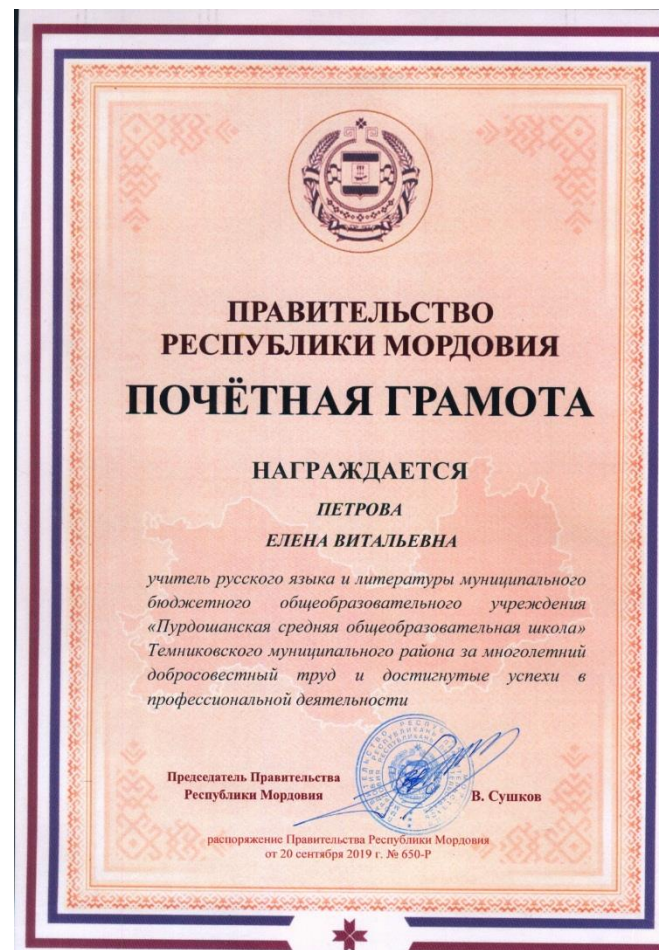 ПРАВИТЕЛЬСТВО
РЕСПУБЛИКИ МОРДОВИЯ
ПОЧЁТНАЯ ГРАМОТА
НАГРАЖДАЕТСЯ
ПЕТРОВА
ЕЛЕНА ВИТАЛЬЕВНА
учитель русского языка и литературы муниципального
бюджетного общеобразовательного учреждения
«Пурдошанская средняя общеобразовательная школа»
Темниковского муниципального района за многолетний
добросовестный труд и достигнутые успехи в
профессиональной деятельности
Председатель Правительства
Республики Мордовия
В. Сушков
распоряжение Правительства Республики Мордовия
от 20 сентября 2019 г. № 650-Р